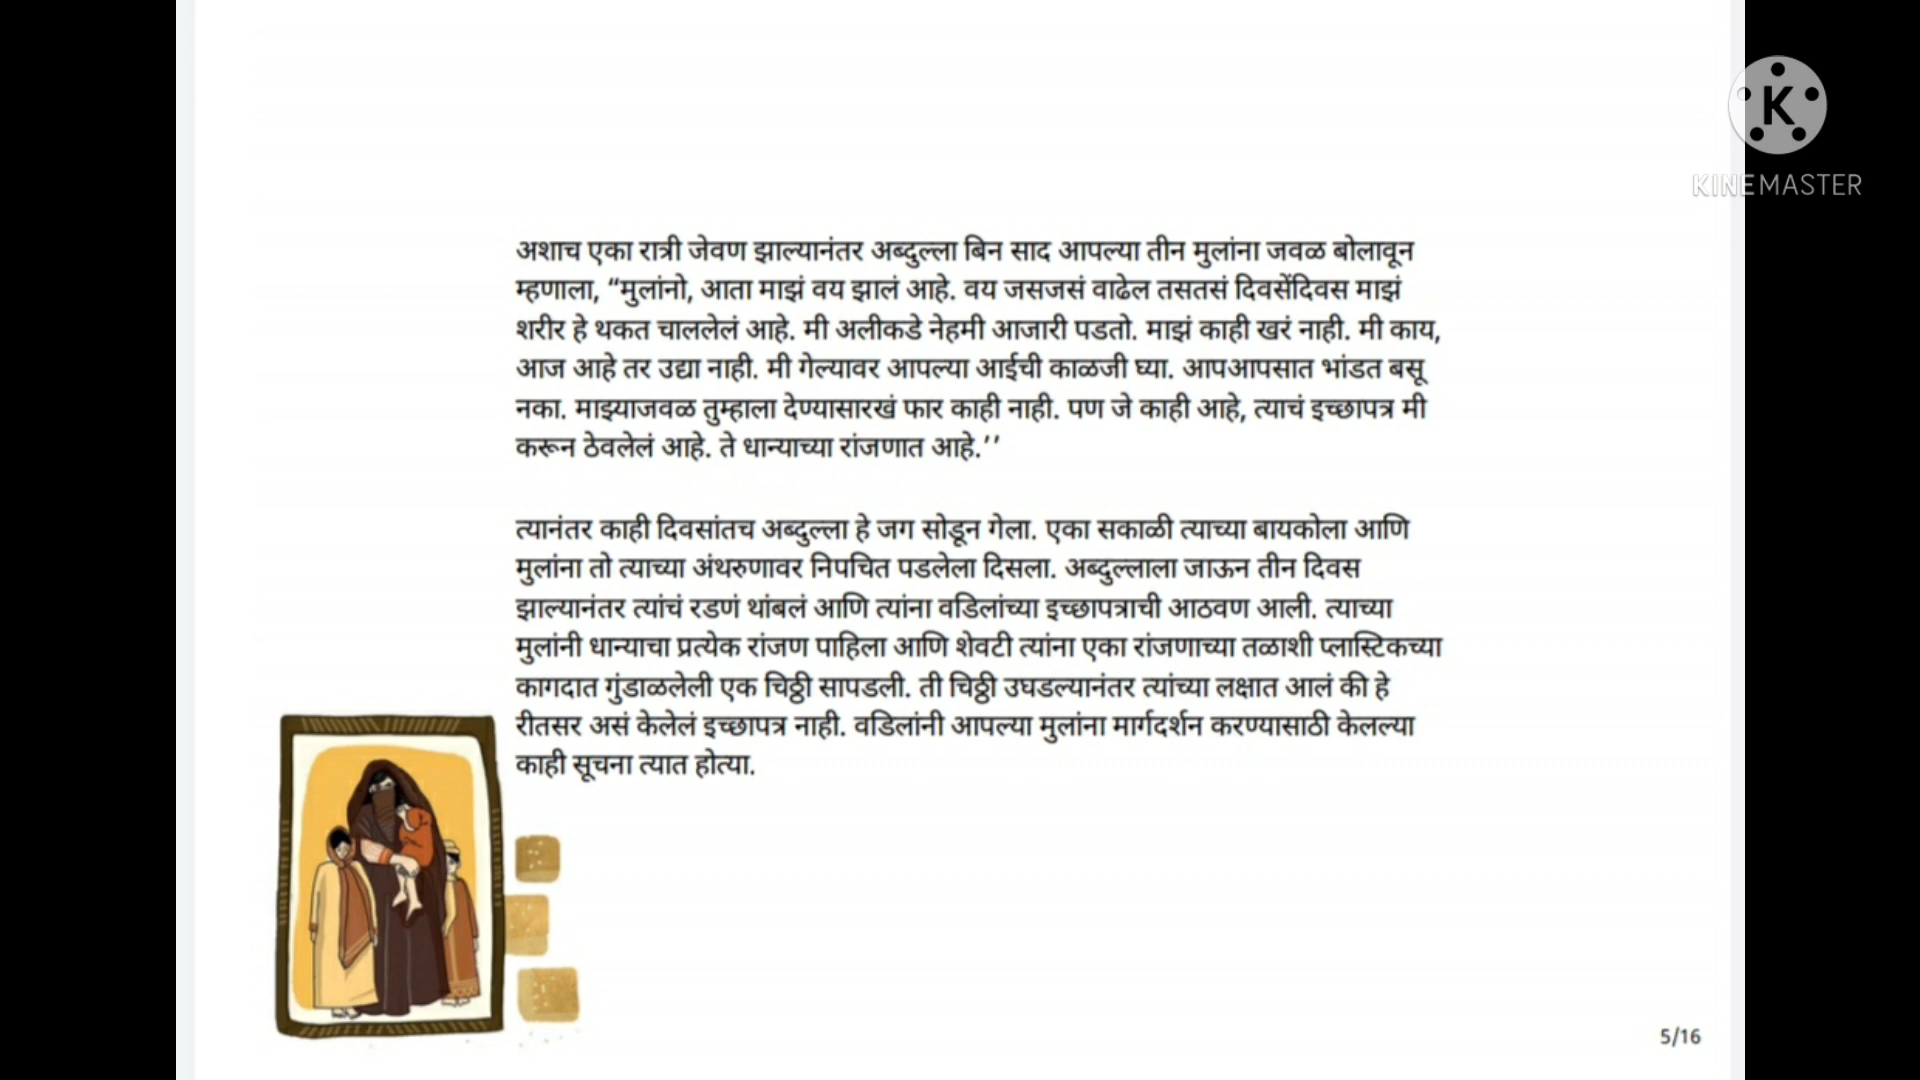 KINEMASTER
अशाच एका रात्री जेवण झाल्यानंतर अब्दुल्ला बिन साद आपल्या तीन मुलांना जवळ बोलावून
म्हणाला, “मुलांनो, आता माझं वय झालं आहे. वय जसजसं वाढेल तसतसं दिवसेंदिवस माझं
शरीर हे थकत चाललेलं आहे. मी अलीकडे नेहमी आजारी पडतो. माझं काही खरं नाही. मी काय,
आज आहे तर उद्या नाही. मी गेल्यावर आपल्या आईची काळजी घ्या. आपआपसात भांडत बसू
नका. माझ्याजवळ तुम्हाला देण्यासारखं फार काही नाही. पण जे काही आहे, त्याचं इच्छापत्र मी
करून ठेवलेलं आहे. ते धान्याच्या रांजणात आहे.’’
त्यानंतर काही दिवसांतच अब्दुल्ला हे जग सोडून गेला. एका सकाळी त्याच्या बायकोला आणि
मुलांना तो त्याच्या अंथरुणावर निपचित पडलेला दिसला. अब्दुल्लाला जाऊन तीन दिवस
झाल्यानंतर त्यांचं रडणं थांबलं आणि त्यांना वडिलांच्या इच्छापत्राची आठवण आली. त्याच्या
मुलांनी धान्याचा प्रत्येक रांजण पाहिला आणि शेवटी त्यांना एका रांजणाच्या तळाशी प्लास्टिकच्या
कागदात गुंडाळलेली एक चिठ्ठी सापडली. ती चिठ्ठी उघडल्यानंतर त्यांच्या लक्षात आलं की हे
रीतसर असं केलेलं इच्छापत्र नाही. वडिलांनी आपल्या मुलांना मार्गदर्शन करण्यासाठी केलल्या
काही सूचना त्यात होत्या.
5/16